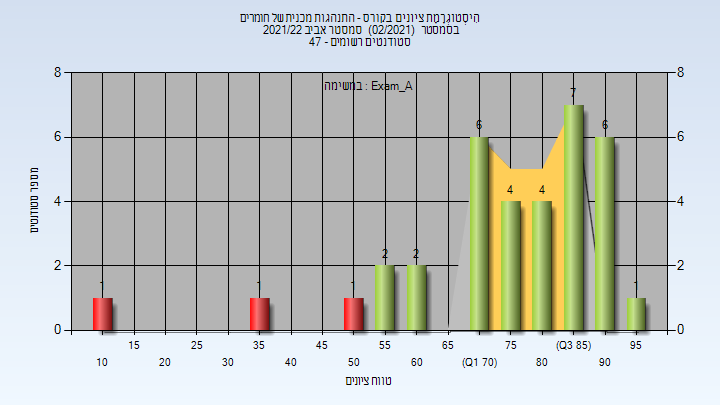 היסטוגרמת ציונים בקורס - התנהגות מכנית של חומרים
בסמסטר (02/2021) סמסטר אביב 2021/22
סטודנטים רשומים - 47
במשימה : Exam_A
8 8
7
6 6 6 6
4 4 4 4
מספר סטודנטים
2 2 2 2
1 1 1 1
0 0
15 25 35 45 55 65 75 (Q3 85) 95
10 20 30 40 50 60 (Q1 70) 80 90
טווח ציונים